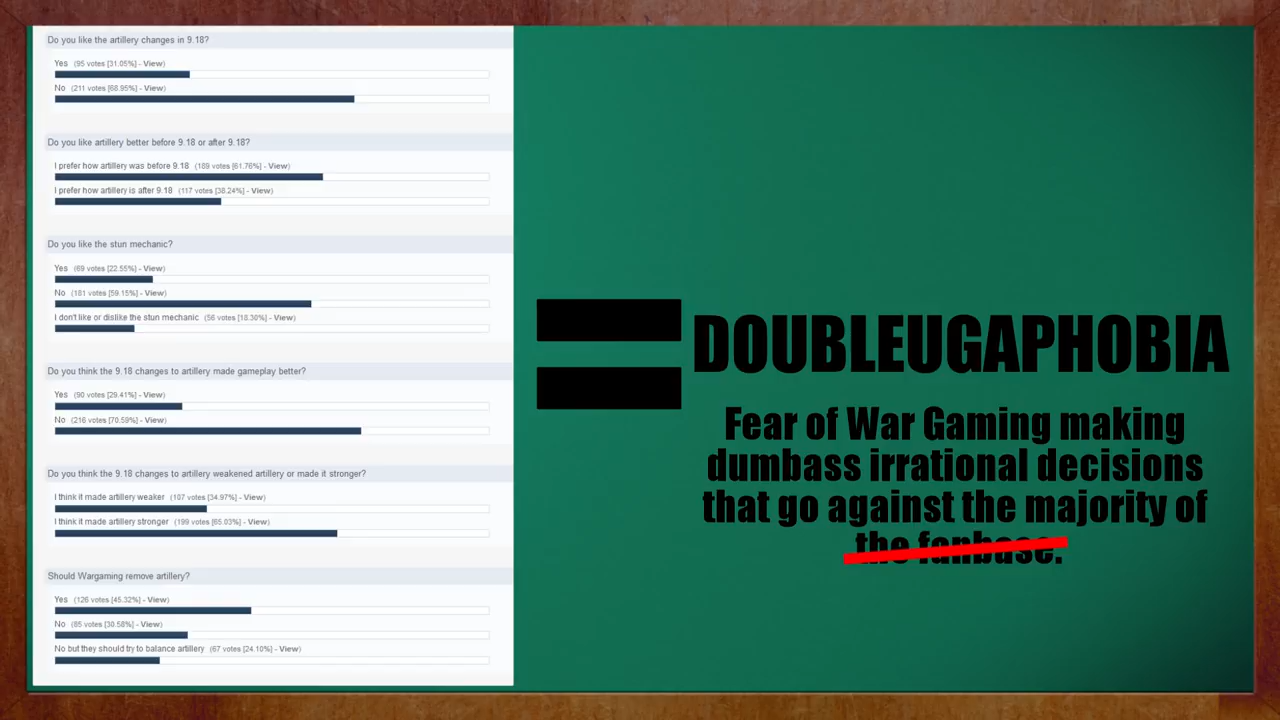 Do you like the artillery changes in 9.18?
Yes (95 votes [31.05%] - View)
No (211 votes [68.95%] - View)
Do you like artillery better before 9.18 or after 9.18?
I prefer how artillery was before 9.18 (189 votes [61.76%] - View)
I prefer how artillery is after 9.18 (117 votes [38.24%] - View)
Do you like the stun mechanic?
Yes (69 votes [22.55%] - View)
No (181 votes [59.15%] - View)
I don't like or dislike the stun mechanic (56 votes [18.30%] - View)
Do you think the 9.18 changes to artillery made gameplay better?
Yes (90 votes [29.41%] - View)
No (216 votes [70.59%] - View)
Do you think the 9.18 changes to artillery weakened artillery or made it stronger?
I think it made artillery weaker (107 votes [34.97%] - View)
I think it made artillery stronger (199 votes [65.03%] - View)
Should Wargaming remove artillery?
Yes (126 votes [45.32%] - View)
No (85 votes [30.58%] - View)
No but they should try to balance artillery (67 votes [24.10%] - View)
DOUBLEUGAPHOBIA
Fear of War Gaming making
dumbass irrational decisions
that go against the majority of
the fanbase.